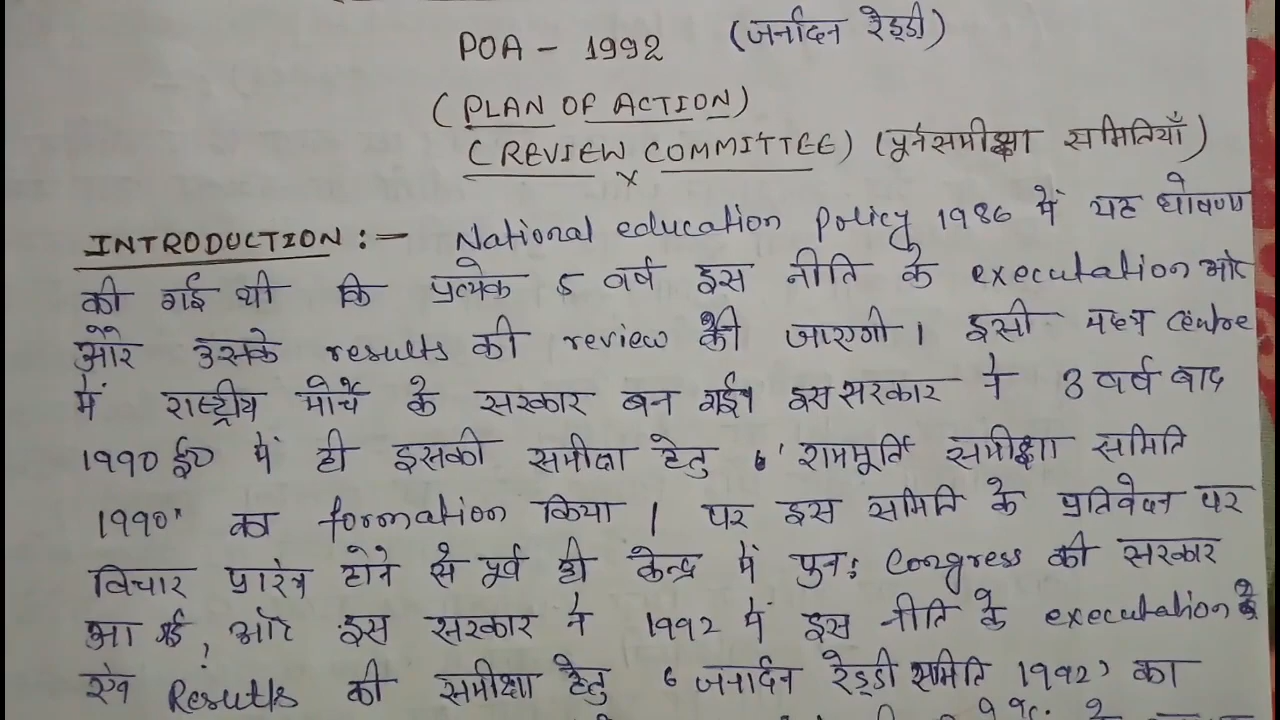 POA - 1992 (जर्नादन रेड्डी)
(PLAN OF ACTION)
(REVIEW COMMITTEE) (पूर्नसमीक्षा समितियाँ)
x
INTRODUCTION :- National education policy 1986 में यह घोषणा
की गई थी कि प्रत्येक 5 वर्ष इस नीति के executation और
और उसके results की review की जाएगी। इसी मध्य centre
में राष्ट्रीय मोर्चे के सरकार बन गई। इस सरकार ने 3 वर्ष बाद
1990 ई० में ही इसकी समीक्षा हेतु ' राममूर्ति समीक्षा समिति
1990' का formation किया। पर इस समिति के प्रतिवेदन पर
विचार प्रारंभ होने से पूर्व ही केन्द्र में पुनः Congress की सरकार
आ गई, और इस सरकार ने 1992 में इस नीति के executation के
एंव Results की समीक्षा हेतु ' जनार्दन रेड्डी समिति 1992' का